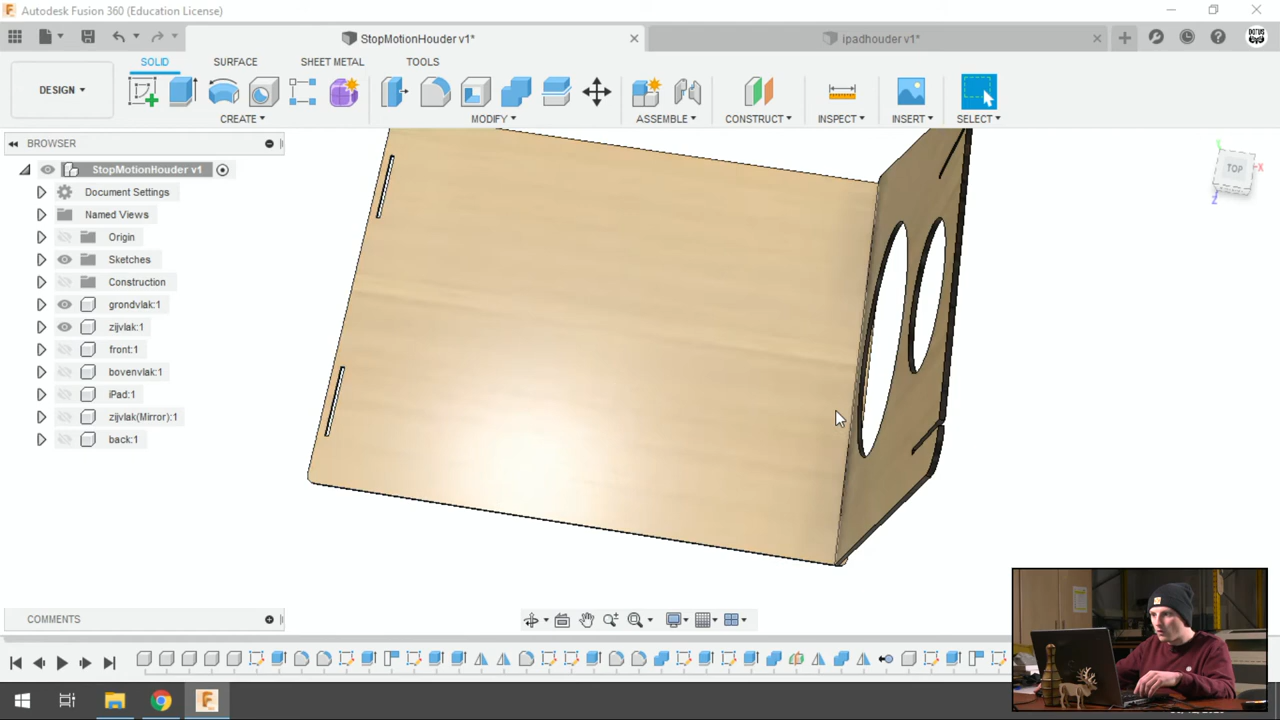 Autodesk Fusion 360 (Education License)
StopMotionHouder v1*
ipadhouder v1*
DESIGN
SOLID
SURFACE
SHEET METAL
TOOLS
CREATE
MODIFY
ASSEMBLE
CONSTRUCT
INSPECT
INSERT
SELECT
BROWSER
StopMotionHouder v1
Document Settings
Named Views
Origin
Sketches
Construction
grondvlak:1
zijvlak:1
front:1
bovenvlak:1
iPad:1
zijvlak(Mirror):1
back:1
Y
TOP
X
Z
COMMENTS